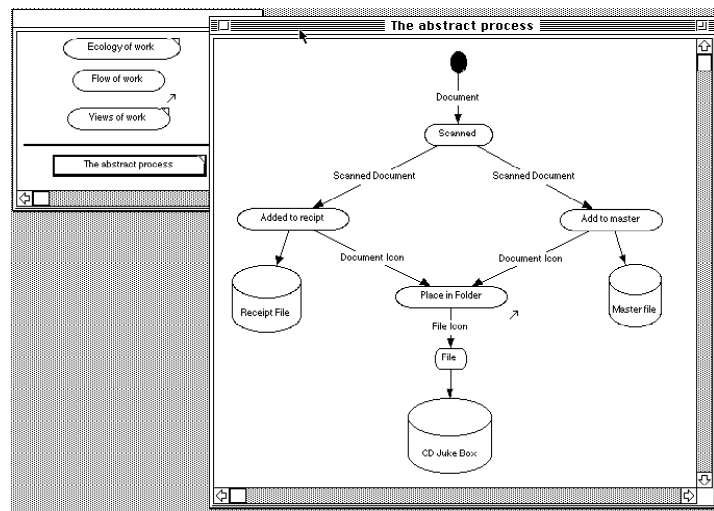 The abstract process
Ecology of work
Flow of work
Views of work
The abstract process
Document
Scanned
Scanned Document
Scanned Document
Added to recipt
Add to master
Document Icon
Document Icon
Receipt File
Place in Folder
Master file
File Icon
File
CD Juke Box